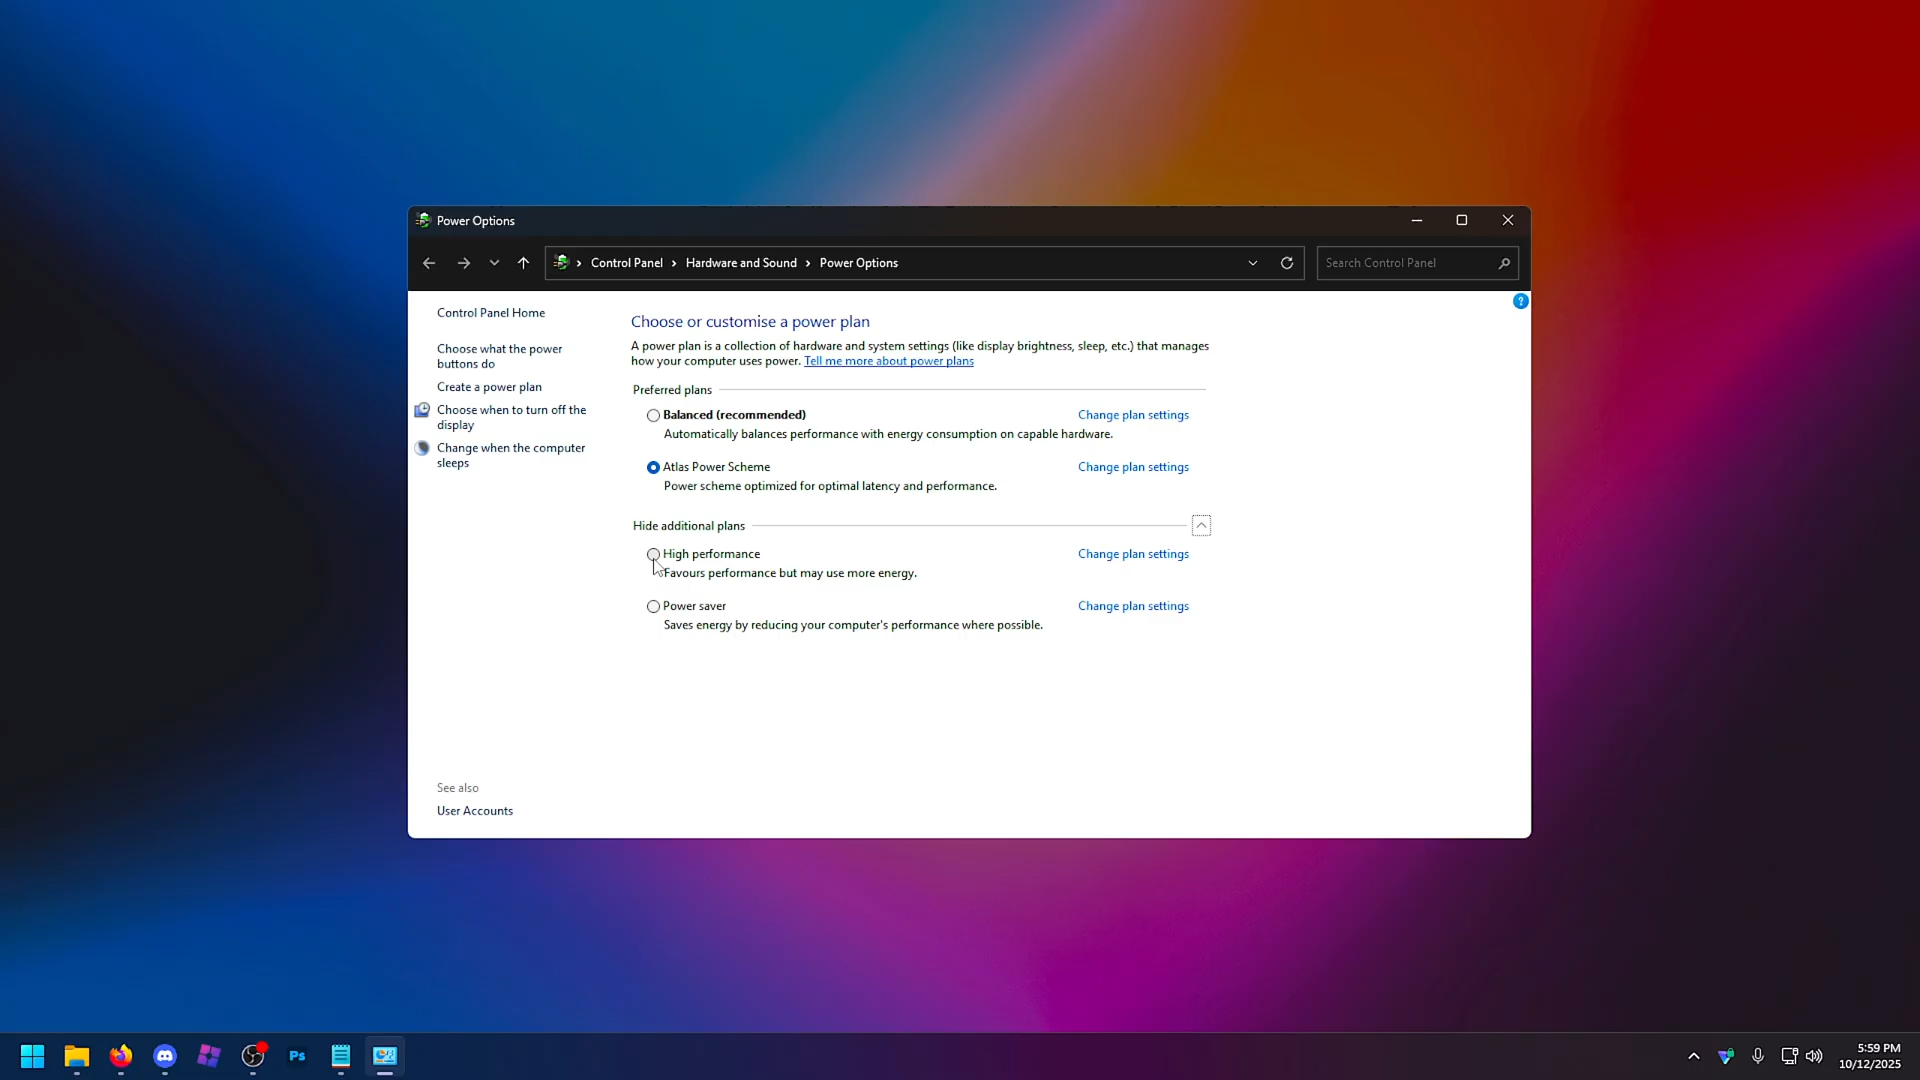 Power Options
Control Panel › Hardware and Sound › Power Options
Search Control Panel
Control Panel Home
Choose what the power
buttons do
Create a power plan
Choose when to turn off the
display
Change when the computer
sleeps
See also
User Accounts
?
Choose or customise a power plan
A power plan is a collection of hardware and system settings (like display brightness, sleep, etc.) that manages
how your computer uses power. Tell me more about power plans
Preferred plans
Balanced (recommended) Change plan settings
Automatically balances performance with energy consumption on capable hardware.
Atlas Power Scheme Change plan settings
Power scheme optimized for optimal latency and performance.
Hide additional plans
High performance Change plan settings
Favours performance but may use more energy.
Power saver Change plan settings
Saves energy by reducing your computer's performance where possible.
Ps
5:59 PM
10/12/2025